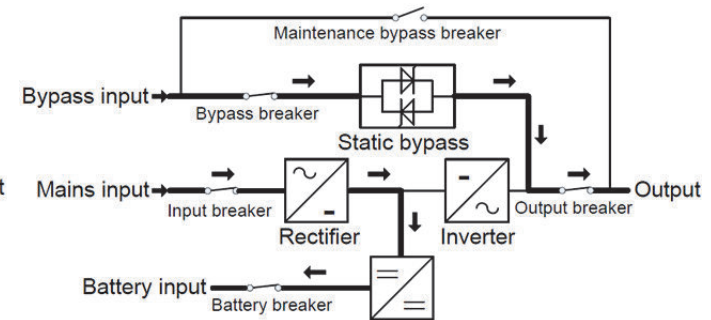 Maintenance bypass breaker
Bypass input
Bypass breaker
Static bypass
t
Mains input
Input breaker
Rectifier
Inverter
Output breaker
Output
Battery input
Battery breaker